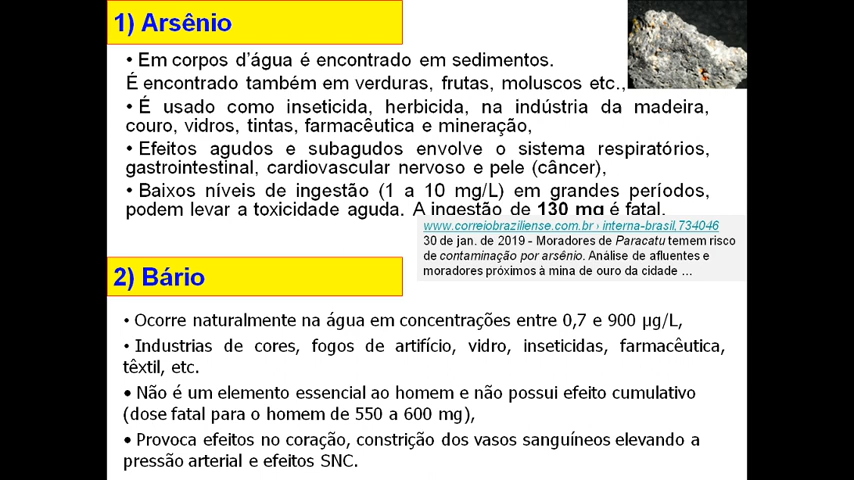 1) Arsênio
• Em corpos d'água é encontrado em sedimentos.
É encontrado também em verduras, frutas, moluscos etc.,
• É usado como inseticida, herbicida, na indústria da madeira,
couro, vidros, tintas, farmacêutica e mineração,
• Efeitos agudos e subagudos envolve o sistema respiratórios,
gastrointestinal, cardiovascular nervoso e pele (câncer),
• Baixos níveis de ingestão (1 a 10 mg/L) em grandes períodos,
podem levar a toxicidade aguda. A ingestão de 130 mg é fatal.
www.correiobraziliense.com.br › interna-brasil,734046
30 de jan. de 2019 - Moradores de Paracatu temem risco
de contaminação por arsênio. Análise de afluentes e
moradores próximos à mina de ouro da cidade ...
2) Bário
• Ocorre naturalmente na água em concentrações entre 0,7 e 900 µg/L,
• Industrias de cores, fogos de artifício, vidro, inseticidas, farmacêutica,
têxtil, etc.
• Não é um elemento essencial ao homem e não possui efeito cumulativo
(dose fatal para o homem de 550 a 600 mg),
• Provoca efeitos no coração, constrição dos vasos sanguíneos elevando a
pressão arterial e efeitos SNC.